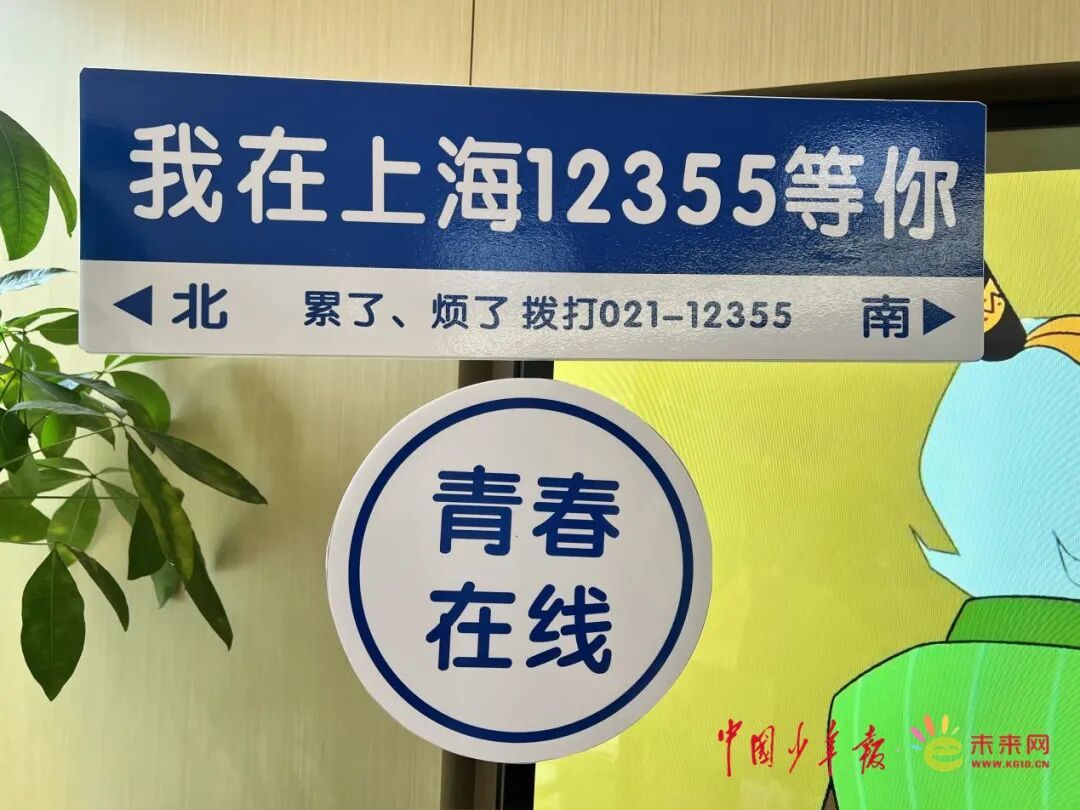 我在上海12355等你
北 累了、烦了 拨打021-12355 南
青春
在线
中国少年报
未来网
WWW.K618.CN